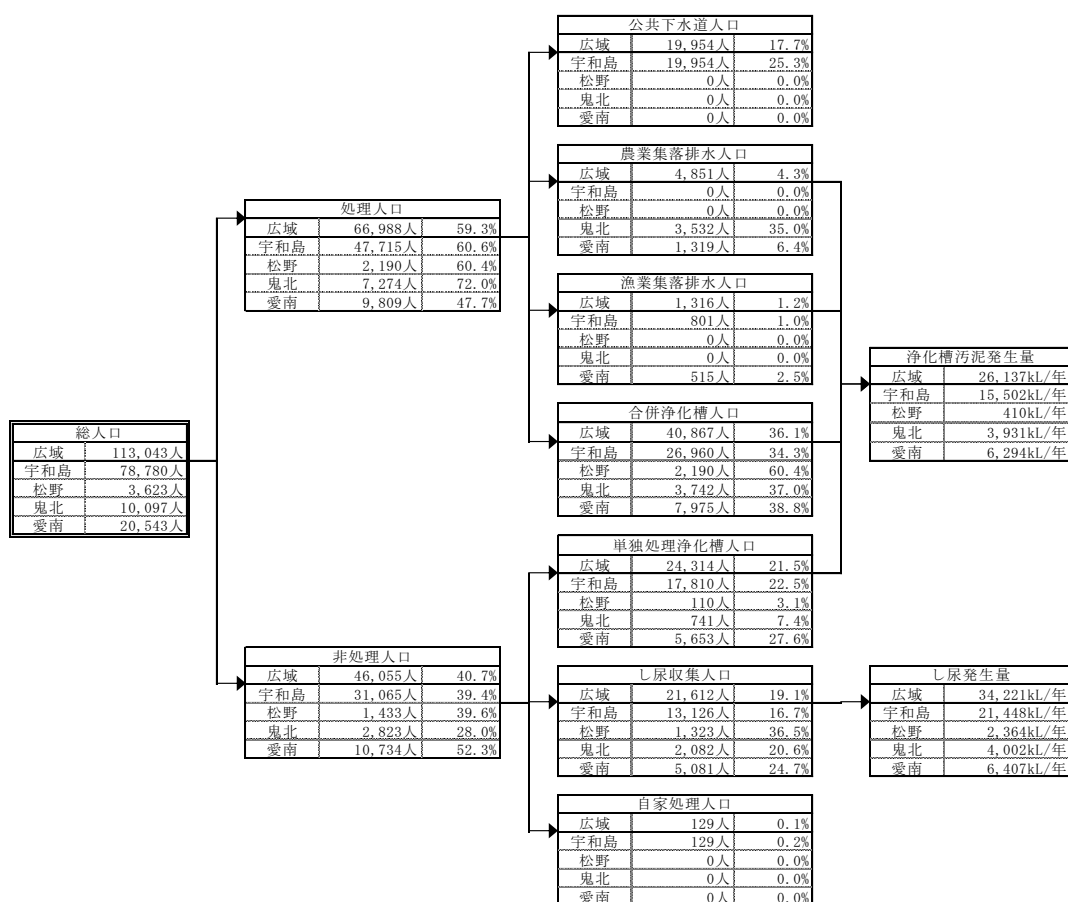 総人口
広域 113,043人
宇和島 78,780人
松野 3,623人
鬼北 10,097人
愛南 20,543人
処理人口
広域 66,988人 59.3%
宇和島 47,715人 60.6%
松野 2,190人 60.4%
鬼北 7,274人 72.0%
愛南 9,809人 47.7%
非処理人口
広域 46,055人 40.7%
宇和島 31,065人 39.4%
松野 1,433人 39.6%
鬼北 2,823人 28.0%
愛南 10,734人 52.3%
公共下水道人口
広域 19,954人 17.7%
宇和島 19,954人 25.3%
松野 0人 0.0%
鬼北 0人 0.0%
愛南 0人 0.0%
農業集落排水人口
広域 4,851人 4.3%
宇和島 0人 0.0%
松野 0人 0.0%
鬼北 3,532人 35.0%
愛南 1,319人 6.4%
漁業集落排水人口
広域 1,316人 1.2%
宇和島 801人 1.0%
松野 0人 0.0%
鬼北 0人 0.0%
愛南 515人 2.5%
合併浄化槽人口
広域 40,867人 36.1%
宇和島 26,960人 34.3%
松野 2,190人 60.4%
鬼北 3,742人 37.0%
愛南 7,975人 38.8%
単独処理浄化槽人口
広域 24,314人 21.5%
宇和島 17,810人 22.5%
松野 110人 3.1%
鬼北 741人 7.4%
愛南 5,653人 27.6%
し尿収集人口
広域 21,612人 19.1%
宇和島 13,126人 16.7%
松野 1,323人 36.5%
鬼北 2,082人 20.6%
愛南 5,081人 24.7%
自家処理人口
広域 129人 0.1%
宇和島 129人 0.2%
松野 0人 0.0%
鬼北 0人 0.0%
愛南 0人 0.0%
浄化槽汚泥発生量
広域 26,137kL/年
宇和島 15,502kL/年
松野 410kL/年
鬼北 3,931kL/年
愛南 6,294kL/年
し尿発生量
広域 34,221kL/年
宇和島 21,448kL/年
松野 2,364kL/年
鬼北 4,002kL/年
愛南 6,407kL/年